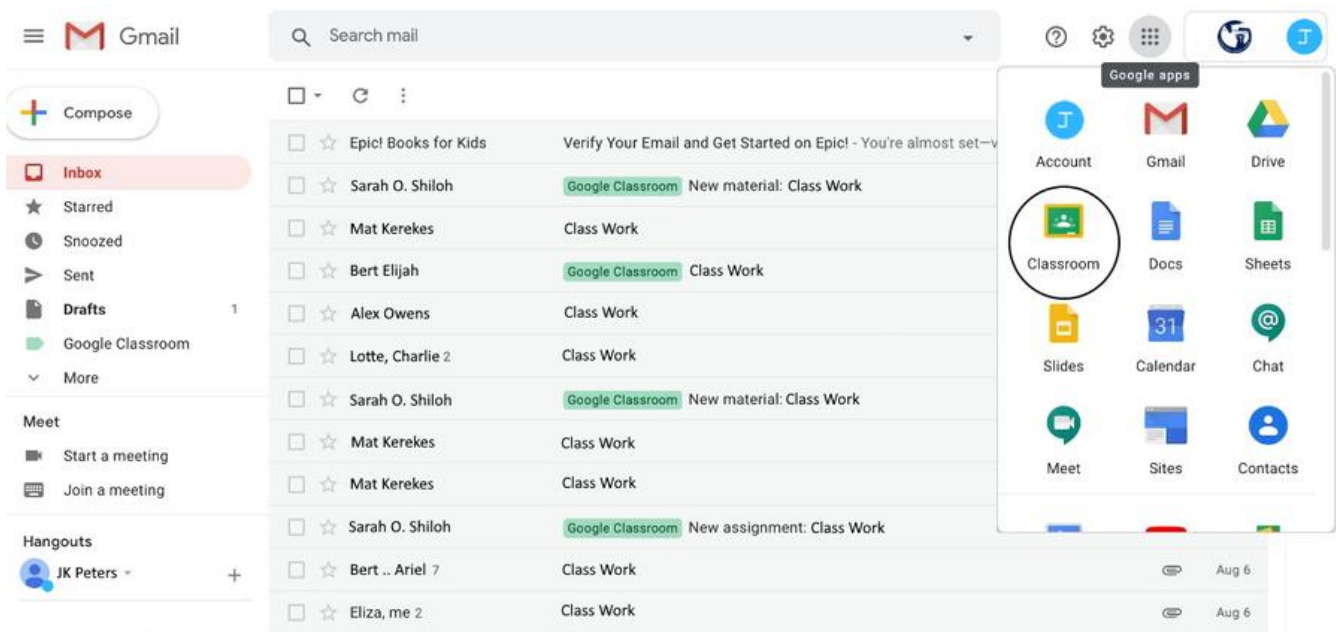 Gmail
Search mail
Google apps
Compose
Inbox
Starred
Snoozed
Sent
Drafts 1
Google Classroom
More
Meet
Start a meeting
Join a meeting
Hangouts
JK Peters
Epic! Books for Kids Verify Your Email and Get Started on Epic! - You're almost set—v
Sarah O. Shiloh Google Classroom New material: Class Work
Mat Kerekes Class Work
Bert Elijah Google Classroom Class Work
Alex Owens Class Work
Lotte, Charlie 2 Class Work
Sarah O. Shiloh Google Classroom New material: Class Work
Mat Kerekes Class Work
Mat Kerekes Class Work
Sarah O. Shiloh Google Classroom New assignment: Class Work
Bert .. Ariel 7 Class Work Aug 6
Eliza, me 2 Class Work Aug 6
J
J
Account Gmail Drive
Classroom Docs Sheets
31
Slides Calendar Chat
Meet Sites Contacts